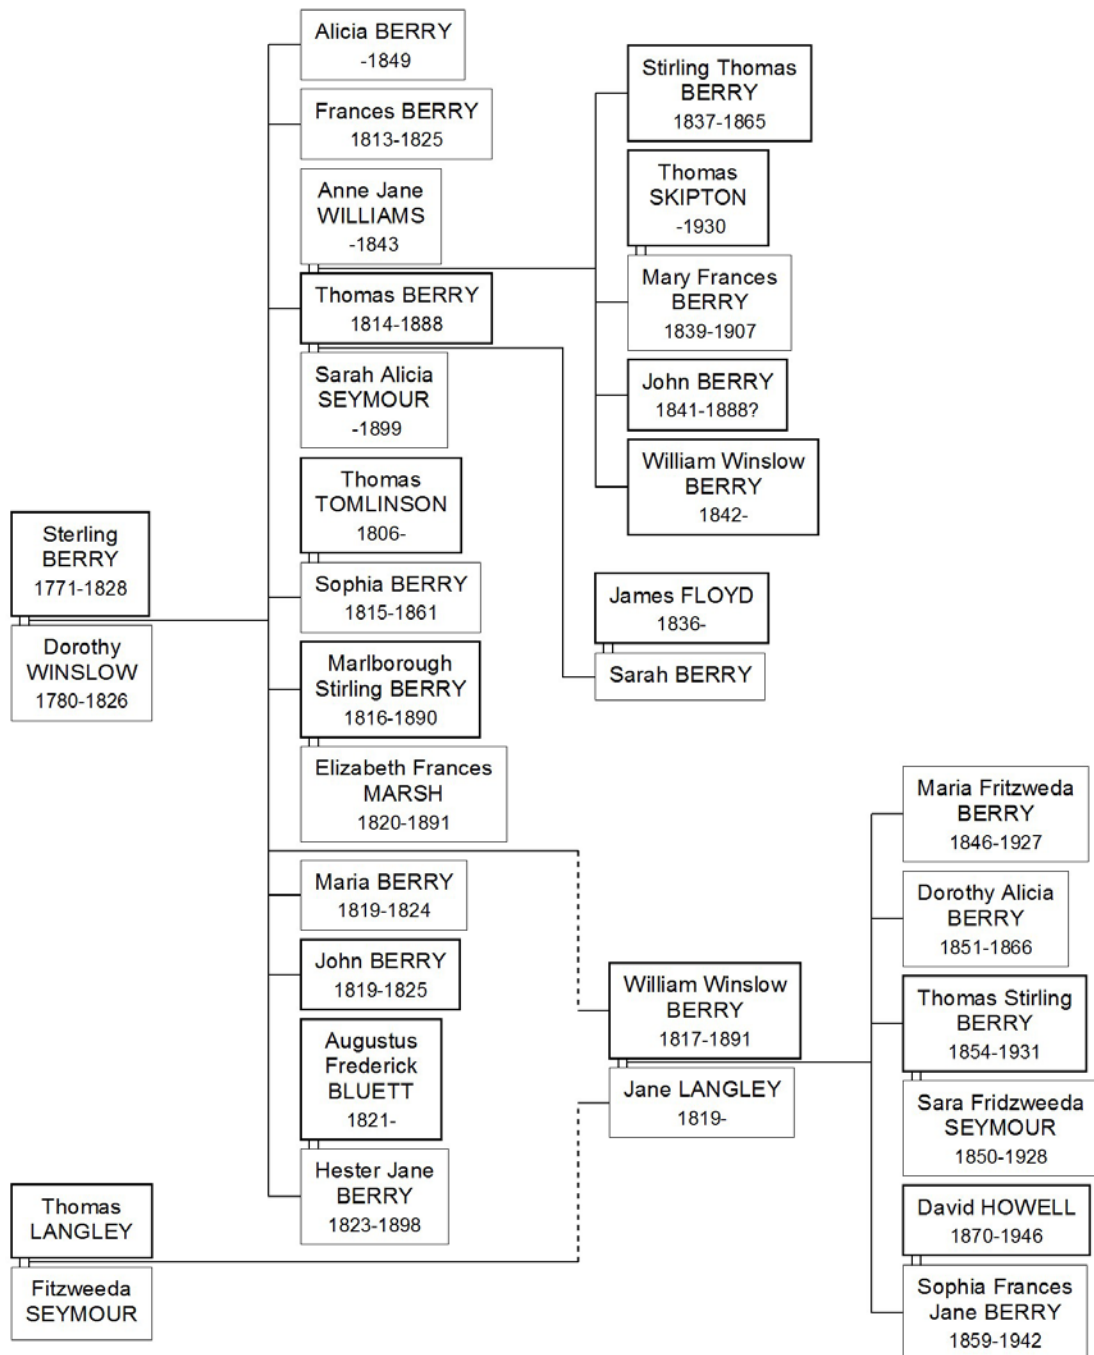 Alicia BERRY
-1849
Frances BERRY
1813-1825
Anne Jane
WILLIAMS
-1843
Thomas BERRY
1814-1888
Sarah Alicia
SEYMOUR
-1899
Thomas
TOMLINSON
1806-
Sophia BERRY
1815-1861
Marlborough
Stirling BERRY
1816-1890
Elizabeth Frances
MARSH
1820-1891
Maria BERRY
1819-1824
John BERRY
1819-1825
Augustus
Frederick
BLUETT
1821-
Hester Jane
BERRY
1823-1898
Sterling
BERRY
1771-1828
Dorothy
WINSLOW
1780-1826
Thomas
LANGLEY
Fitzweeda
SEYMOUR
Stirling Thomas
BERRY
1837-1865
Thomas
SKIPTON
-1930
Mary Frances
BERRY
1839-1907
John BERRY
1841-1888?
William Winslow
BERRY
1842-
James FLOYD
1836-
Sarah BERRY
William Winslow
BERRY
1817-1891
Jane LANGLEY
1819-
Maria Fritzweda
BERRY
1846-1927
Dorothy Alicia
BERRY
1851-1866
Thomas Stirling
BERRY
1854-1931
Sara Fridzweeda
SEYMOUR
1850-1928
David HOWELL
1870-1946
Sophia Frances
Jane BERRY
1859-1942